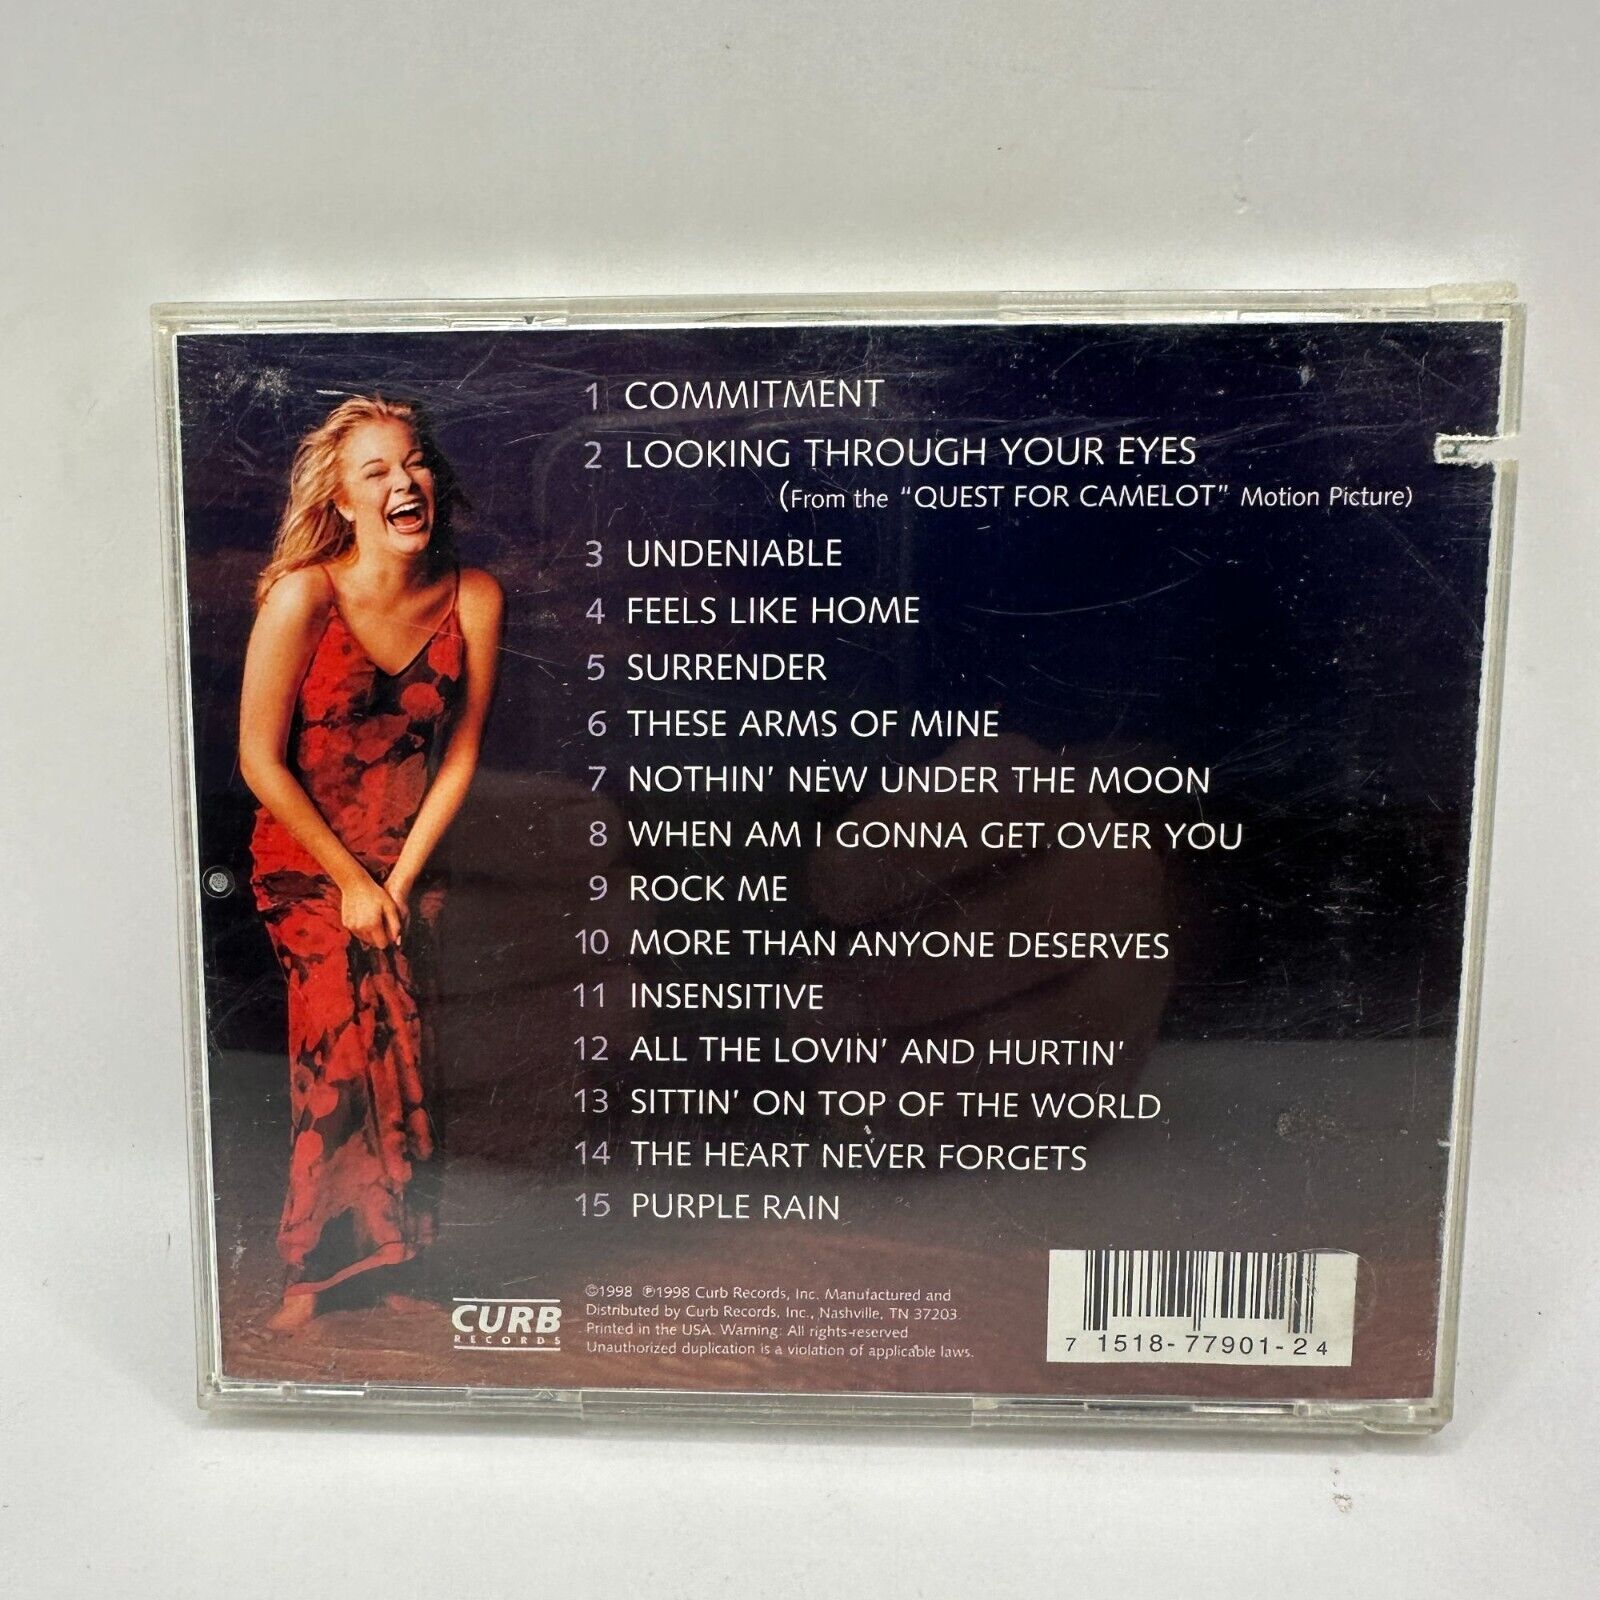 1 COMMITMENT
2 LOOKING THROUGH YOUR EYES
(From the "QUEST FOR CAMELOT" Motion Picture)
3 UNDENIABLE
4 FEELS LIKE HOME
5 SURRENDER
6 THESE ARMS OF MINE
7 NOTHIN' NEW UNDER THE MOON
8 WHEN AM I GONNA GET OVER YOU
9 ROCK ME
10 MORE THAN ANYONE DESERVES
11 INSENSITIVE
12 ALL THE LOVIN' AND HURTIN'
13 SITTIN' ON TOP OF THE WORLD
14 THE HEART NEVER FORGETS
15 PURPLE RAIN
CURB
RECORDS
©1998 ℗1998 Curb Records, Inc. Manufactured and
Distributed by Curb Records, Inc., Nashville, TN 37203.
Printed in the USA. Warning: All rights reserved
Unauthorized duplication is a violation of applicable laws.
7 1518-77901-2 4